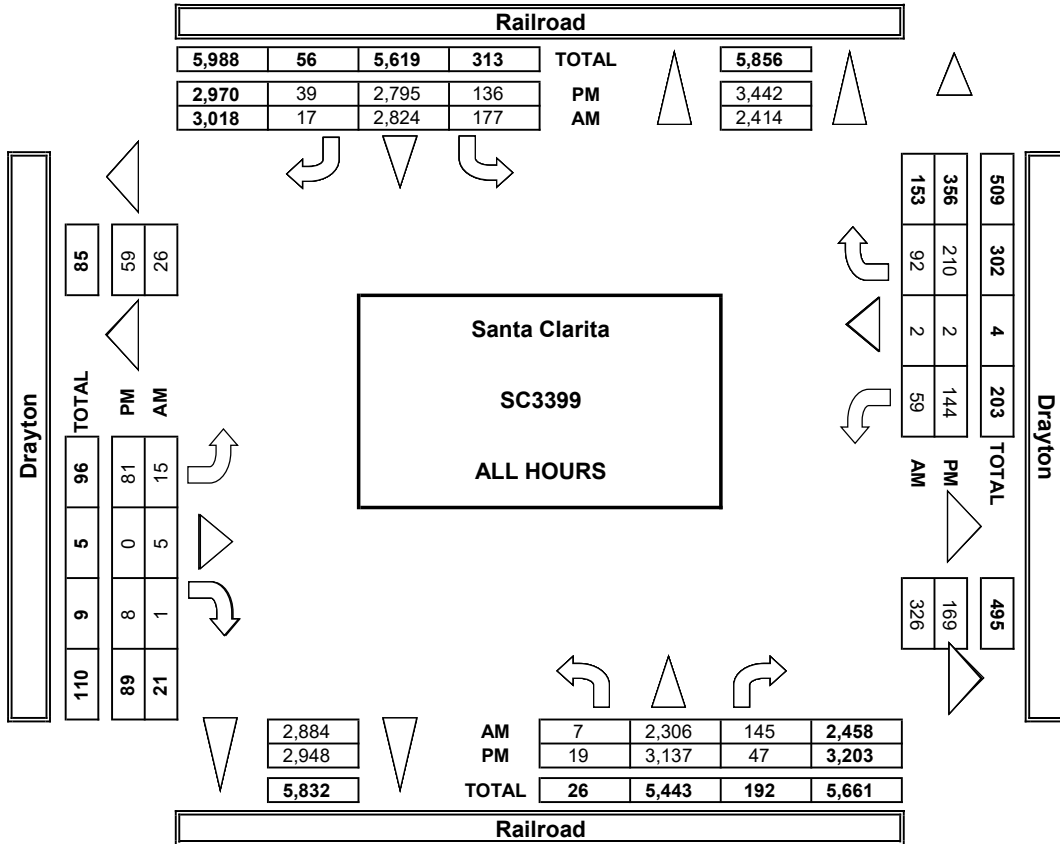 Railroad
5,988 56 5,619 313 TOTAL 5,856
2,970 39 2,795 136 PM 3,442
3,018 17 2,824 177 AM 2,414
Drayton
85
59
26
TOTAL 96 5 9 110
PM 81 0 8 89
AM 15 5 1 21
Santa Clarita
SC3399
ALL HOURS
509 302 4 203 TOTAL 495
356 210 2 144 PM 169
153 92 2 59 AM 326
Drayton
2,884 AM 7 2,306 145 2,458
2,948 PM 19 3,137 47 3,203
5,832 TOTAL 26 5,443 192 5,661
Railroad